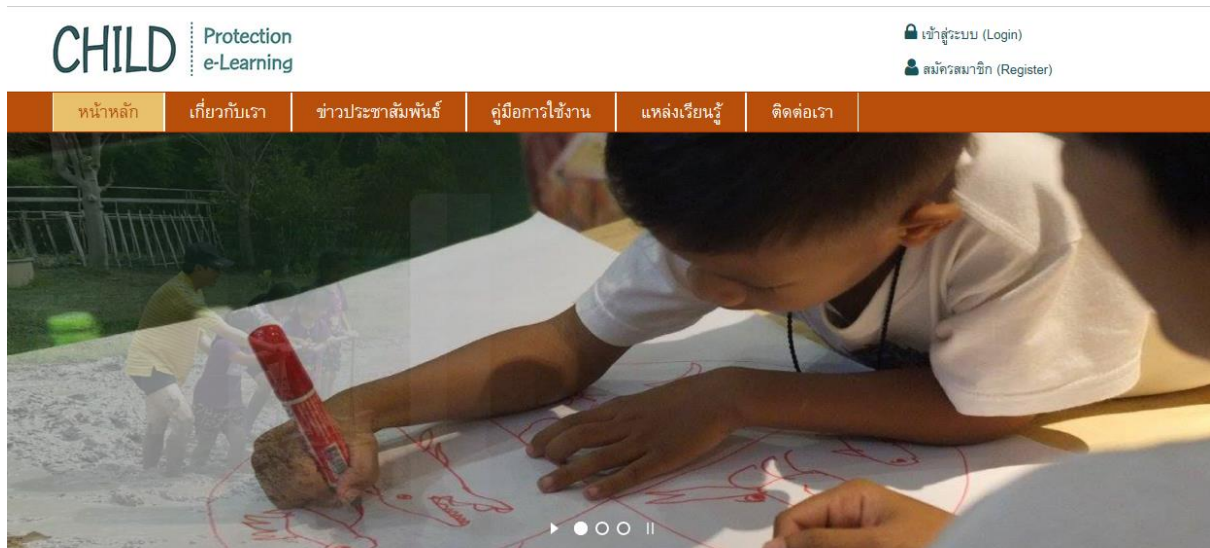 CHILD
Protection
e-Learning
เข้าสู่ระบบ (Login)
สมัครสมาชิก (Register)
หน้าหลัก เกี่ยวกับเรา ข่าวประชาสัมพันธ์ คู่มือการใช้งาน แหล่งเรียนรู้ ติดต่อเรา